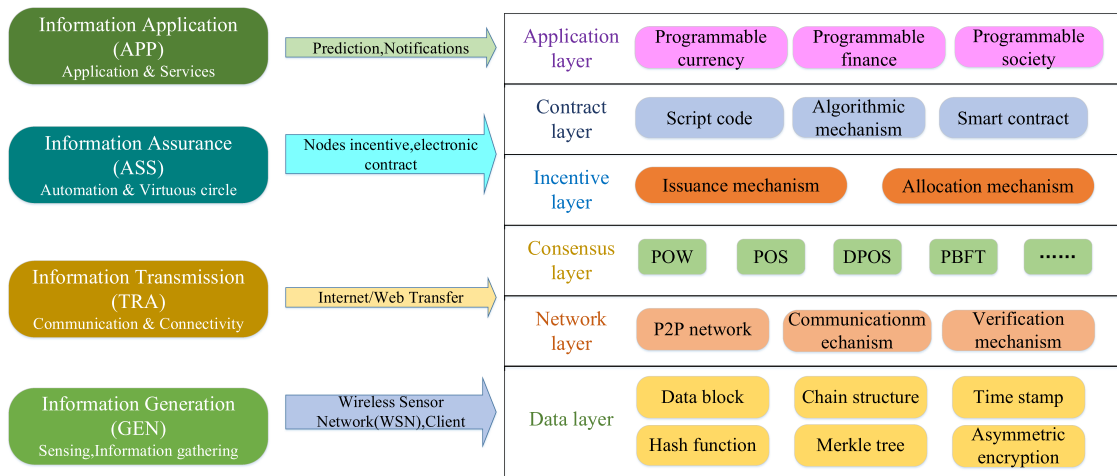 Information Application
(APP)
Application & Services
Prediction,Notifications
Application
layer
Programmable
currency
Programmable
finance
Programmable
society
Contract
layer
Script code
Algorithmic
mechanism
Smart contract
Information Assurance
(ASS)
Automation & Virtuous circle
Nodes incentive,electronic
contract
Incentive
layer
Issuance mechanism
Allocation mechanism
Consensus
layer
POW
POS
DPOS
PBFT
······
Information Transmission
(TRA)
Communication & Connectivity
Internet/Web Transfer
Network
layer
P2P network
Communicationm
echanism
Verification
mechanism
Information Generation
(GEN)
Sensing,Information gathering
Wireless Sensor
Network(WSN),Client
Data layer
Data block
Chain structure
Time stamp
Hash function
Merkle tree
Asymmetric
encryption